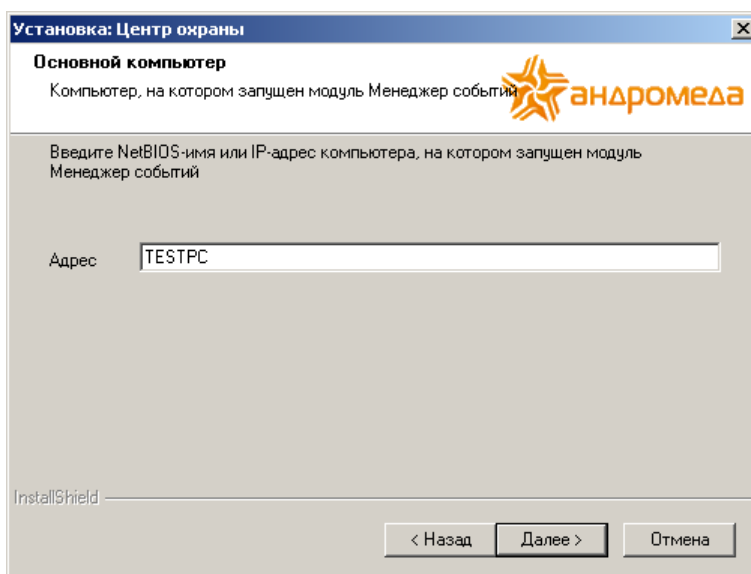 Установка: Центр охраны
Основной компьютер
Компьютер, на котором запущен модуль Менеджер событий
андромеда
Введите NetBIOS-имя или IP-адрес компьютера, на котором запущен модуль
Менеджер событий
Адрес
TESTPC
InstallShield
< Назад
Далее >
Отмена